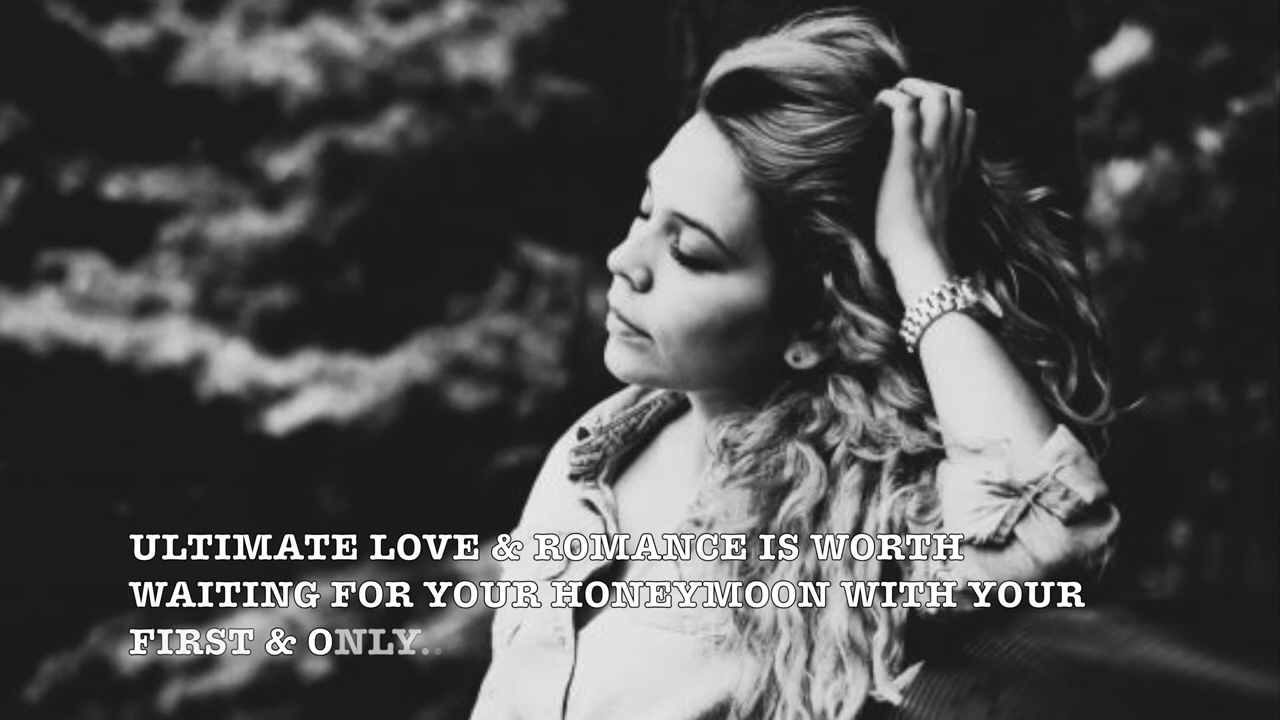 ULTIMATE LOVE & ROMANCE IS WORTH
WAITING FOR YOUR HONEYMOON WITH YOUR
FIRST & ONLY..